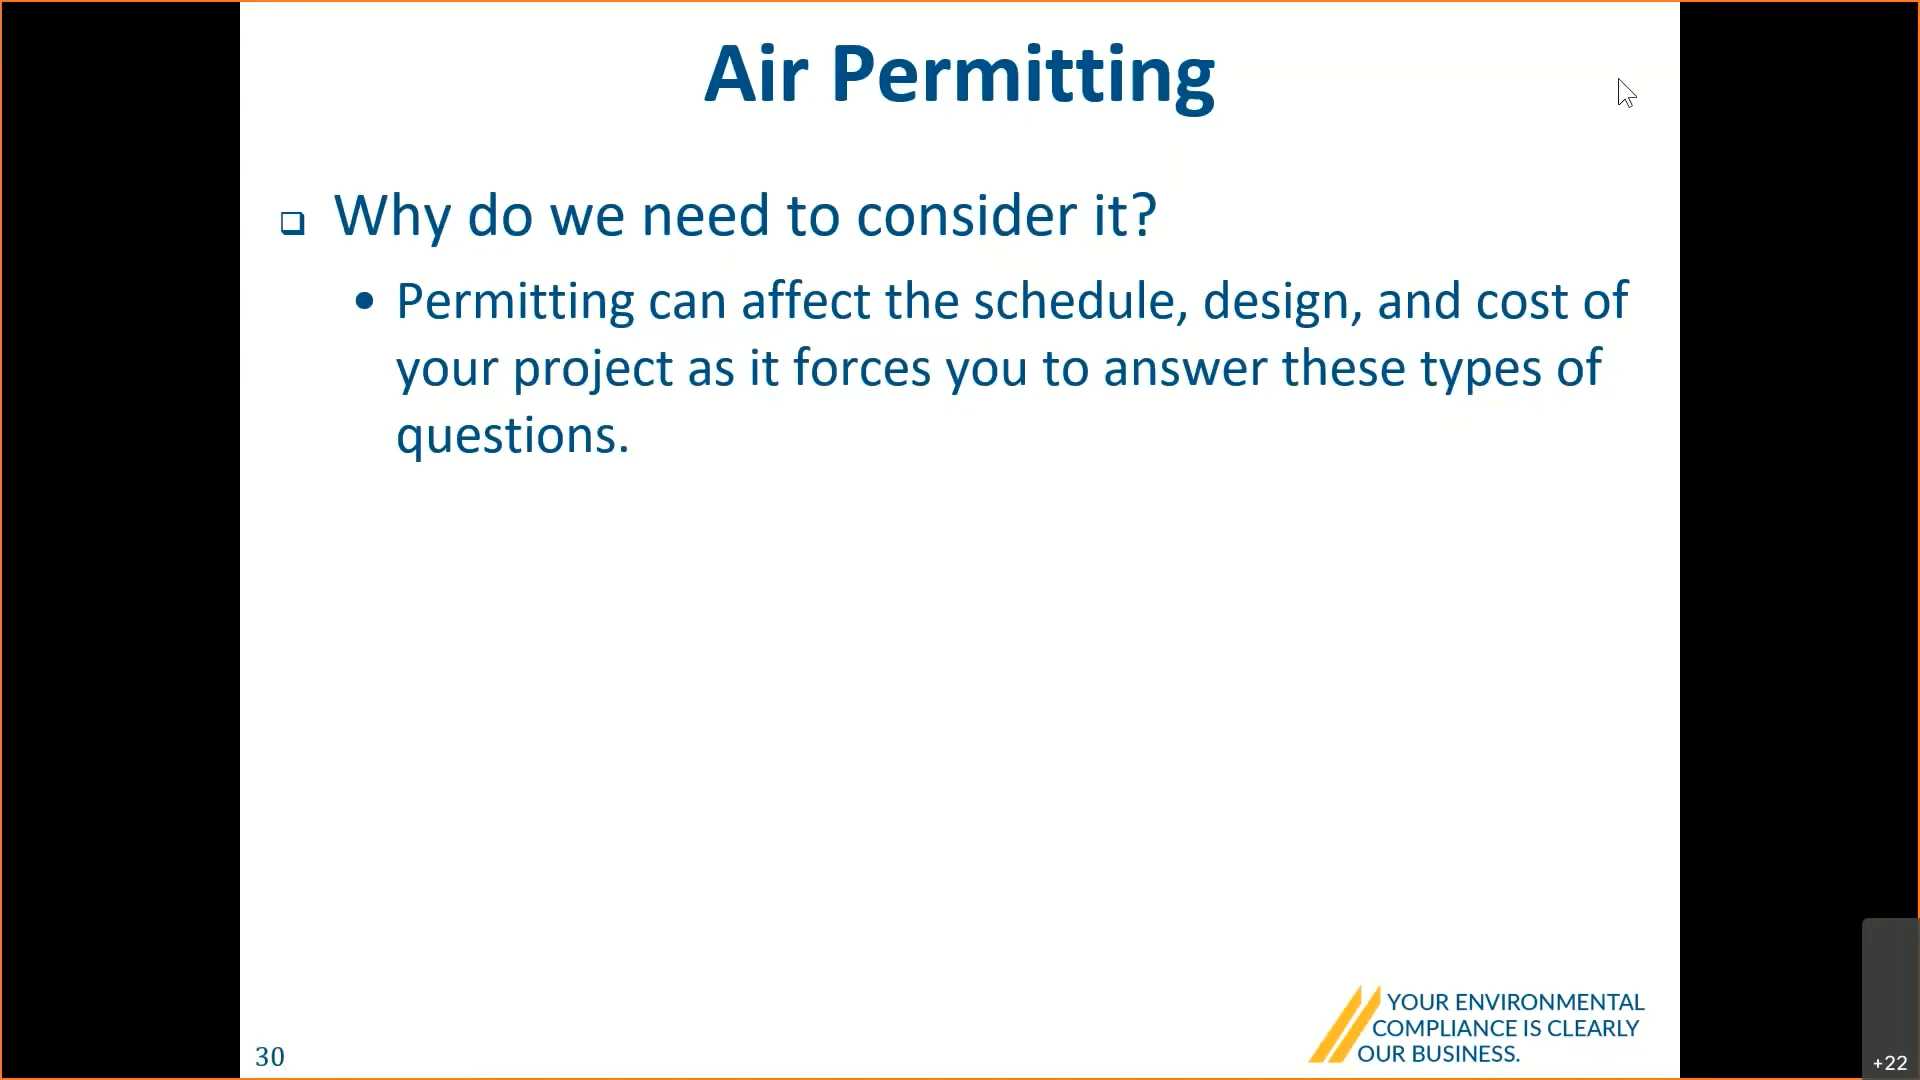 Air Permitting
Why do we need to consider it?
• Permitting can affect the schedule, design, and cost of
your project as it forces you to answer these types of
questions.
YOUR ENVIRONMENTAL
COMPLIANCE IS CLEARLY
OUR BUSINESS.
30
+22